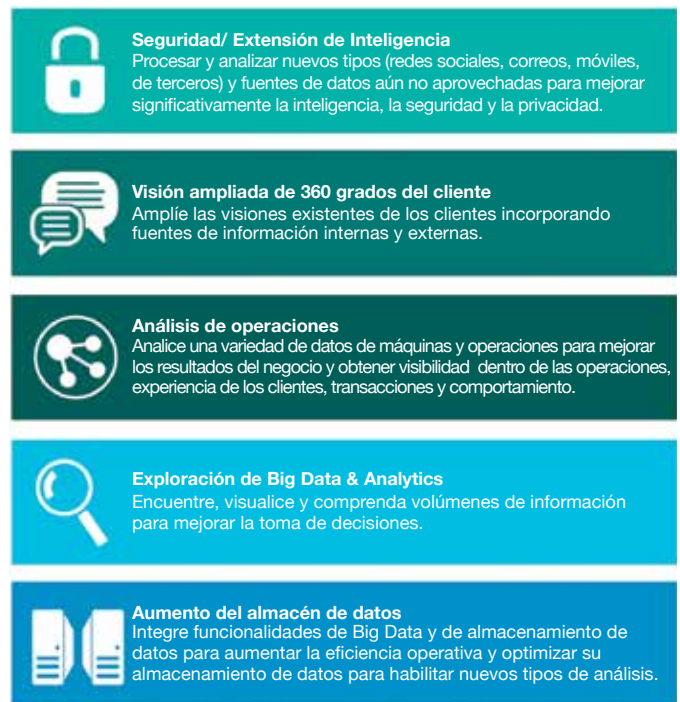 Seguridad/ Extensión de Inteligencia
Procesar y analizar nuevos tipos (redes sociales, correos, móviles,
de terceros) y fuentes de datos aún no aprovechadas para mejorar
significativamente la inteligencia, la seguridad y la privacidad.
Visión ampliada de 360 grados del cliente
Amplíe las visiones existentes de los clientes incorporando
fuentes de información internas y externas.
Análisis de operaciones
Analice una variedad de datos de máquinas y operaciones para mejorar
los resultados del negocio y obtener visibilidad dentro de las operaciones,
experiencia de los clientes, transacciones y comportamiento.
Exploración de Big Data & Analytics
Encuentre, visualice y comprenda volúmenes de información
para mejorar la toma de decisiones.
Aumento del almacén de datos
Integre funcionalidades de Big Data y de almacenamiento de
datos para aumentar la eficiencia operativa y optimizar su
almacenamiento de datos para habilitar nuevos tipos de análisis.